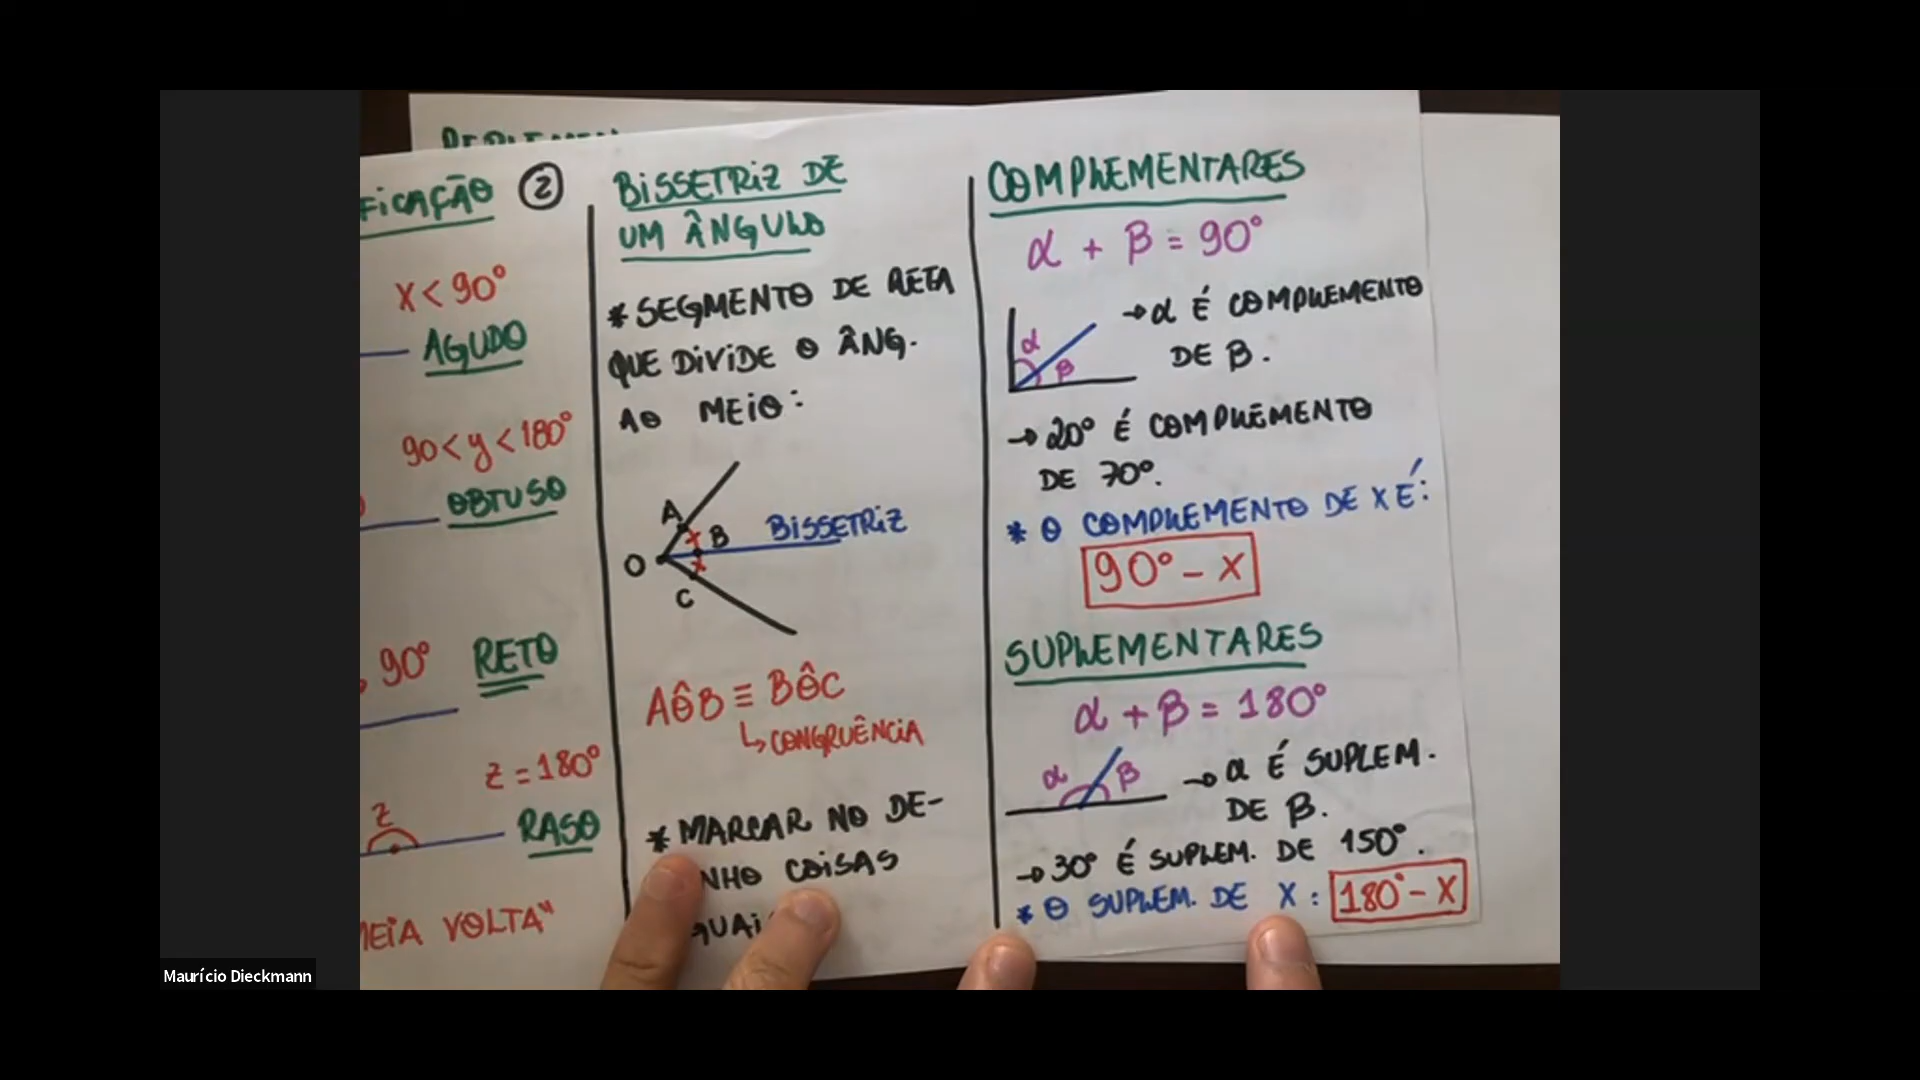 FICAÇÃO ②
X < 90°
AGUDO
90 < y < 180°
OBTUSO
90° RETO
z = 180°
z
RASO
MEIA VOLTA"
BISSETRIZ DE
UM ÂNGULO
* SEGMENTO DE RETA
QUE DIVIDE O ÂNG.
AO MEIO:
A
x B BISSETRIZ
O x
C
AÔB ≡ BÔC
↳ CONGRUÊNCIA
* MARCAR NO DE-
NHO COISAS
GUAI
COMPLEMENTARES
α + β = 90°
α β
→ α É COMPLEMENTO
DE β.
→ 20° É COMPLEMENTO
DE 70°.
* O COMPLEMENTO DE X É:
90° - X
SUPLEMENTARES
α + β = 180°
α β → α É SUPLEM.
DE β.
→ 30° É SUPLEM. DE 150°.
* O SUPLEM. DE X: 180° - X
Maurício Dieckmann